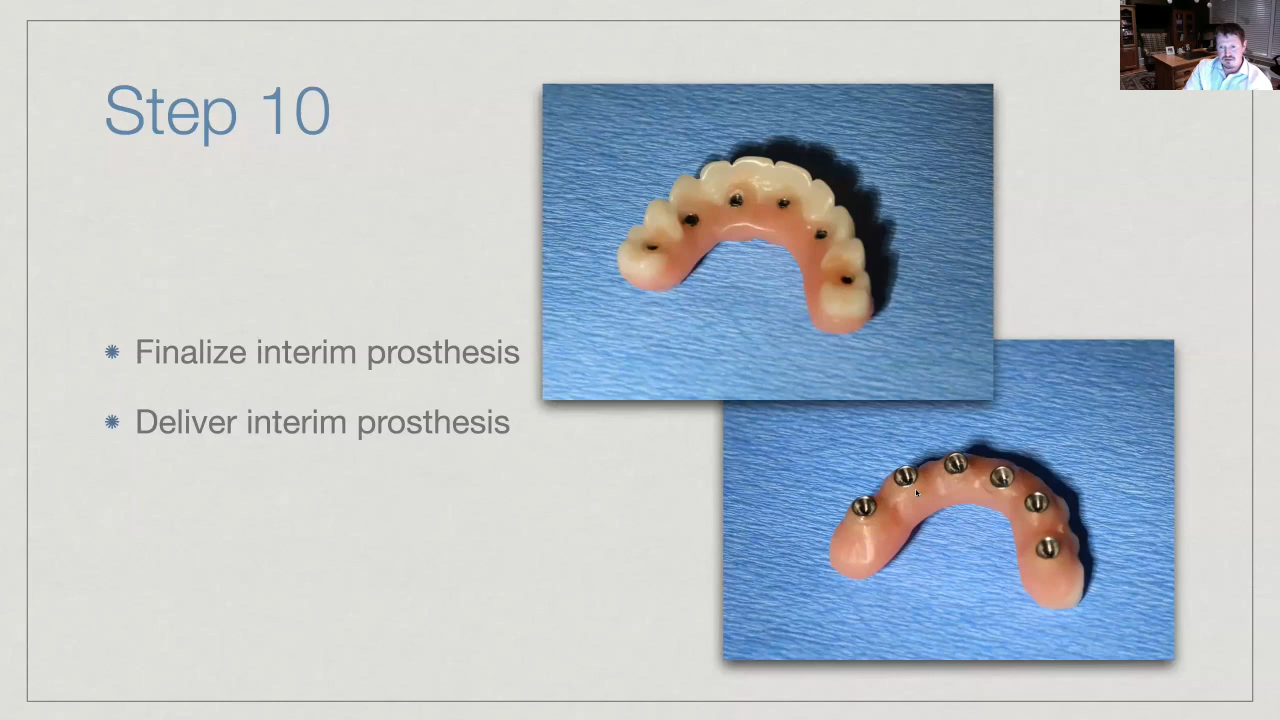 Step 10
Finalize interim prosthesis
Deliver interim prosthesis